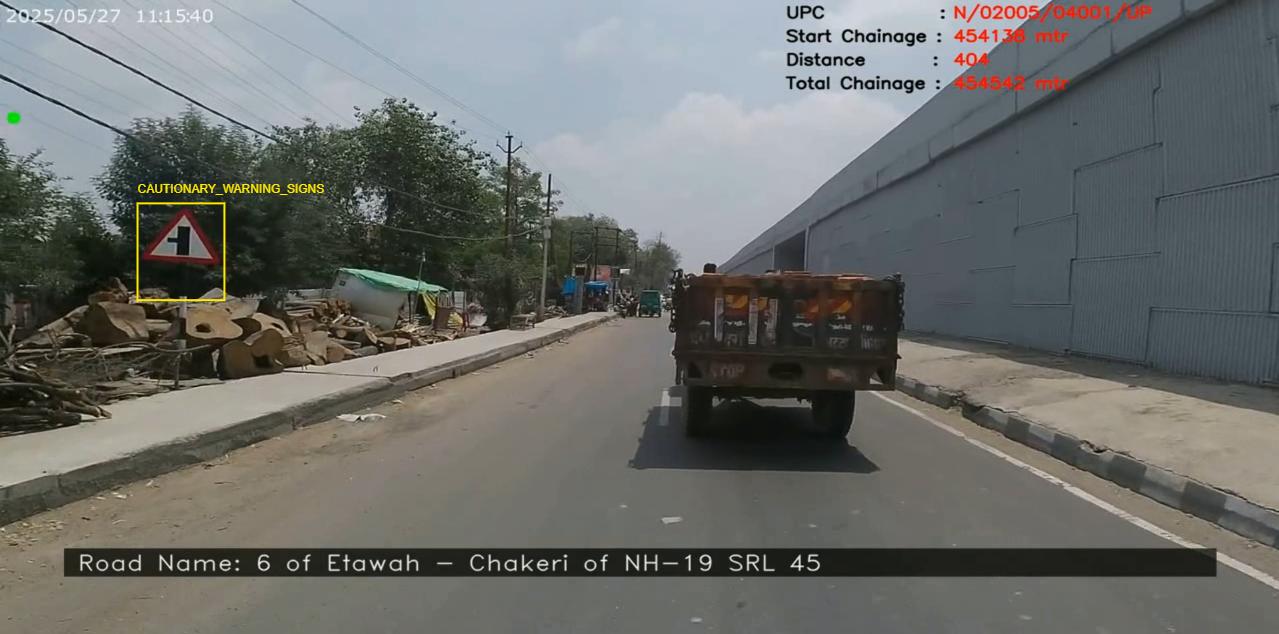 2025/05/27 11:15:40
UPC : N/02005/04001/UP
Start Chainage : 454138 mtr
Distance : 404
Total Chainage : 454542 mtr
CAUTIONARY_WARNING_SIGNS
STOP
Road Name: 6 of Etawah – Chakeri of NH–19 SRL 45